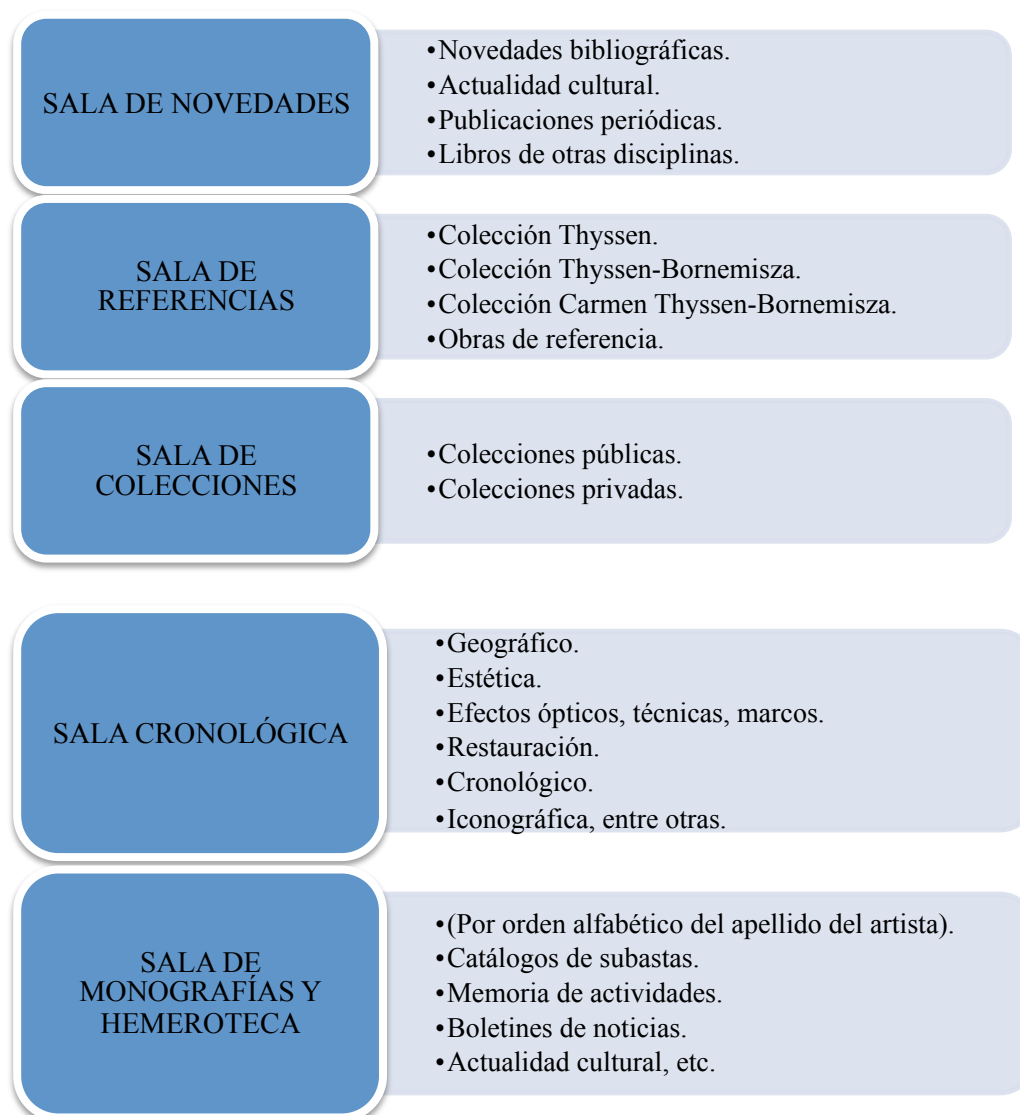 SALA DE NOVEDADES
•Novedades bibliográficas.
•Actualidad cultural.
•Publicaciones periódicas.
•Libros de otras disciplinas.
SALA DE
REFERENCIAS
•Colección Thyssen.
•Colección Thyssen-Bornemisza.
•Colección Carmen Thyssen-Bornemisza.
•Obras de referencia.
SALA DE
COLECCIONES
•Colecciones públicas.
•Colecciones privadas.
SALA CRONOLÓGICA
•Geográfico.
•Estética.
•Efectos ópticos, técnicas, marcos.
•Restauración.
•Cronológico.
•Iconográfica, entre otras.
SALA DE
MONOGRAFÍAS Y
HEMEROTECA
•(Por orden alfabético del apellido del artista).
•Catálogos de subastas.
•Memoria de actividades.
•Boletines de noticias.
•Actualidad cultural, etc.